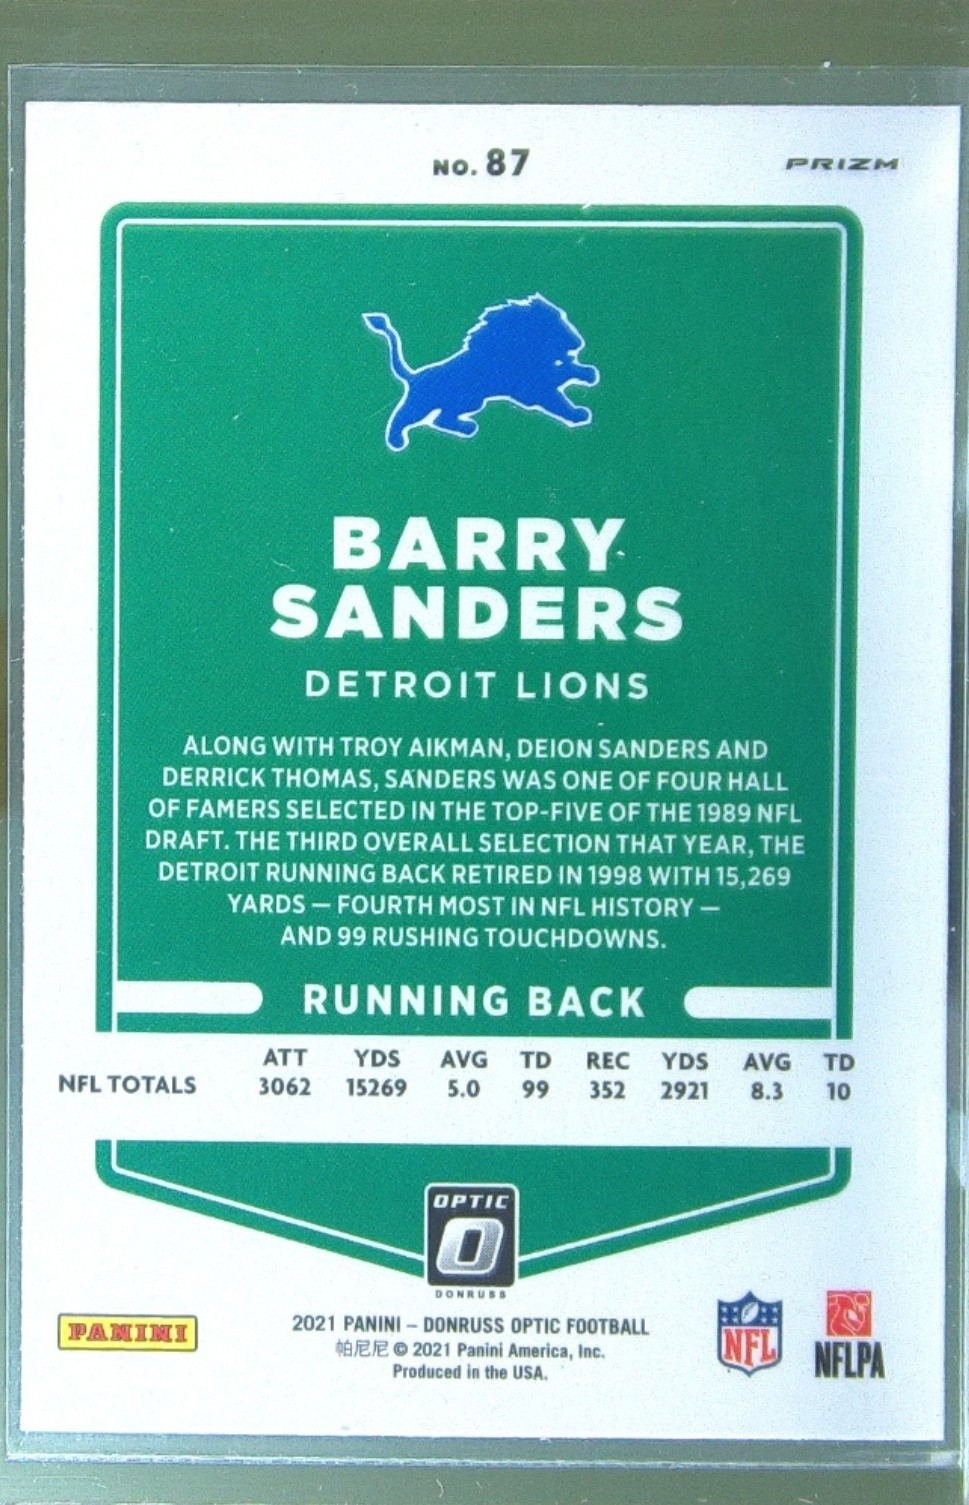 NO. 87
PRIZM
BARRY
SANDERS
DETROIT LIONS
ALONG WITH TROY AIKMAN, DEION SANDERS AND
DERRICK THOMAS, SANDERS WAS ONE OF FOUR HALL
OF FAMERS SELECTED IN THE TOP-FIVE OF THE 1989 NFL
DRAFT. THE THIRD OVERALL SELECTION THAT YEAR, THE
DETROIT RUNNING BACK RETIRED IN 1998 WITH 15,269
YARDS — FOURTH MOST IN NFL HISTORY —
AND 99 RUSHING TOUCHDOWNS.
RUNNING BACK
ATT YDS AVG TD REC YDS AVG TD
NFL TOTALS 3062 15269 5.0 99 352 2921 8.3 10
OPTIC
O
DONRUSS
PANINI
2021 PANINI – DONRUSS OPTIC FOOTBALL
帕尼尼 © 2021 Panini America, Inc.
Produced in the USA.
NFL
NFLPA